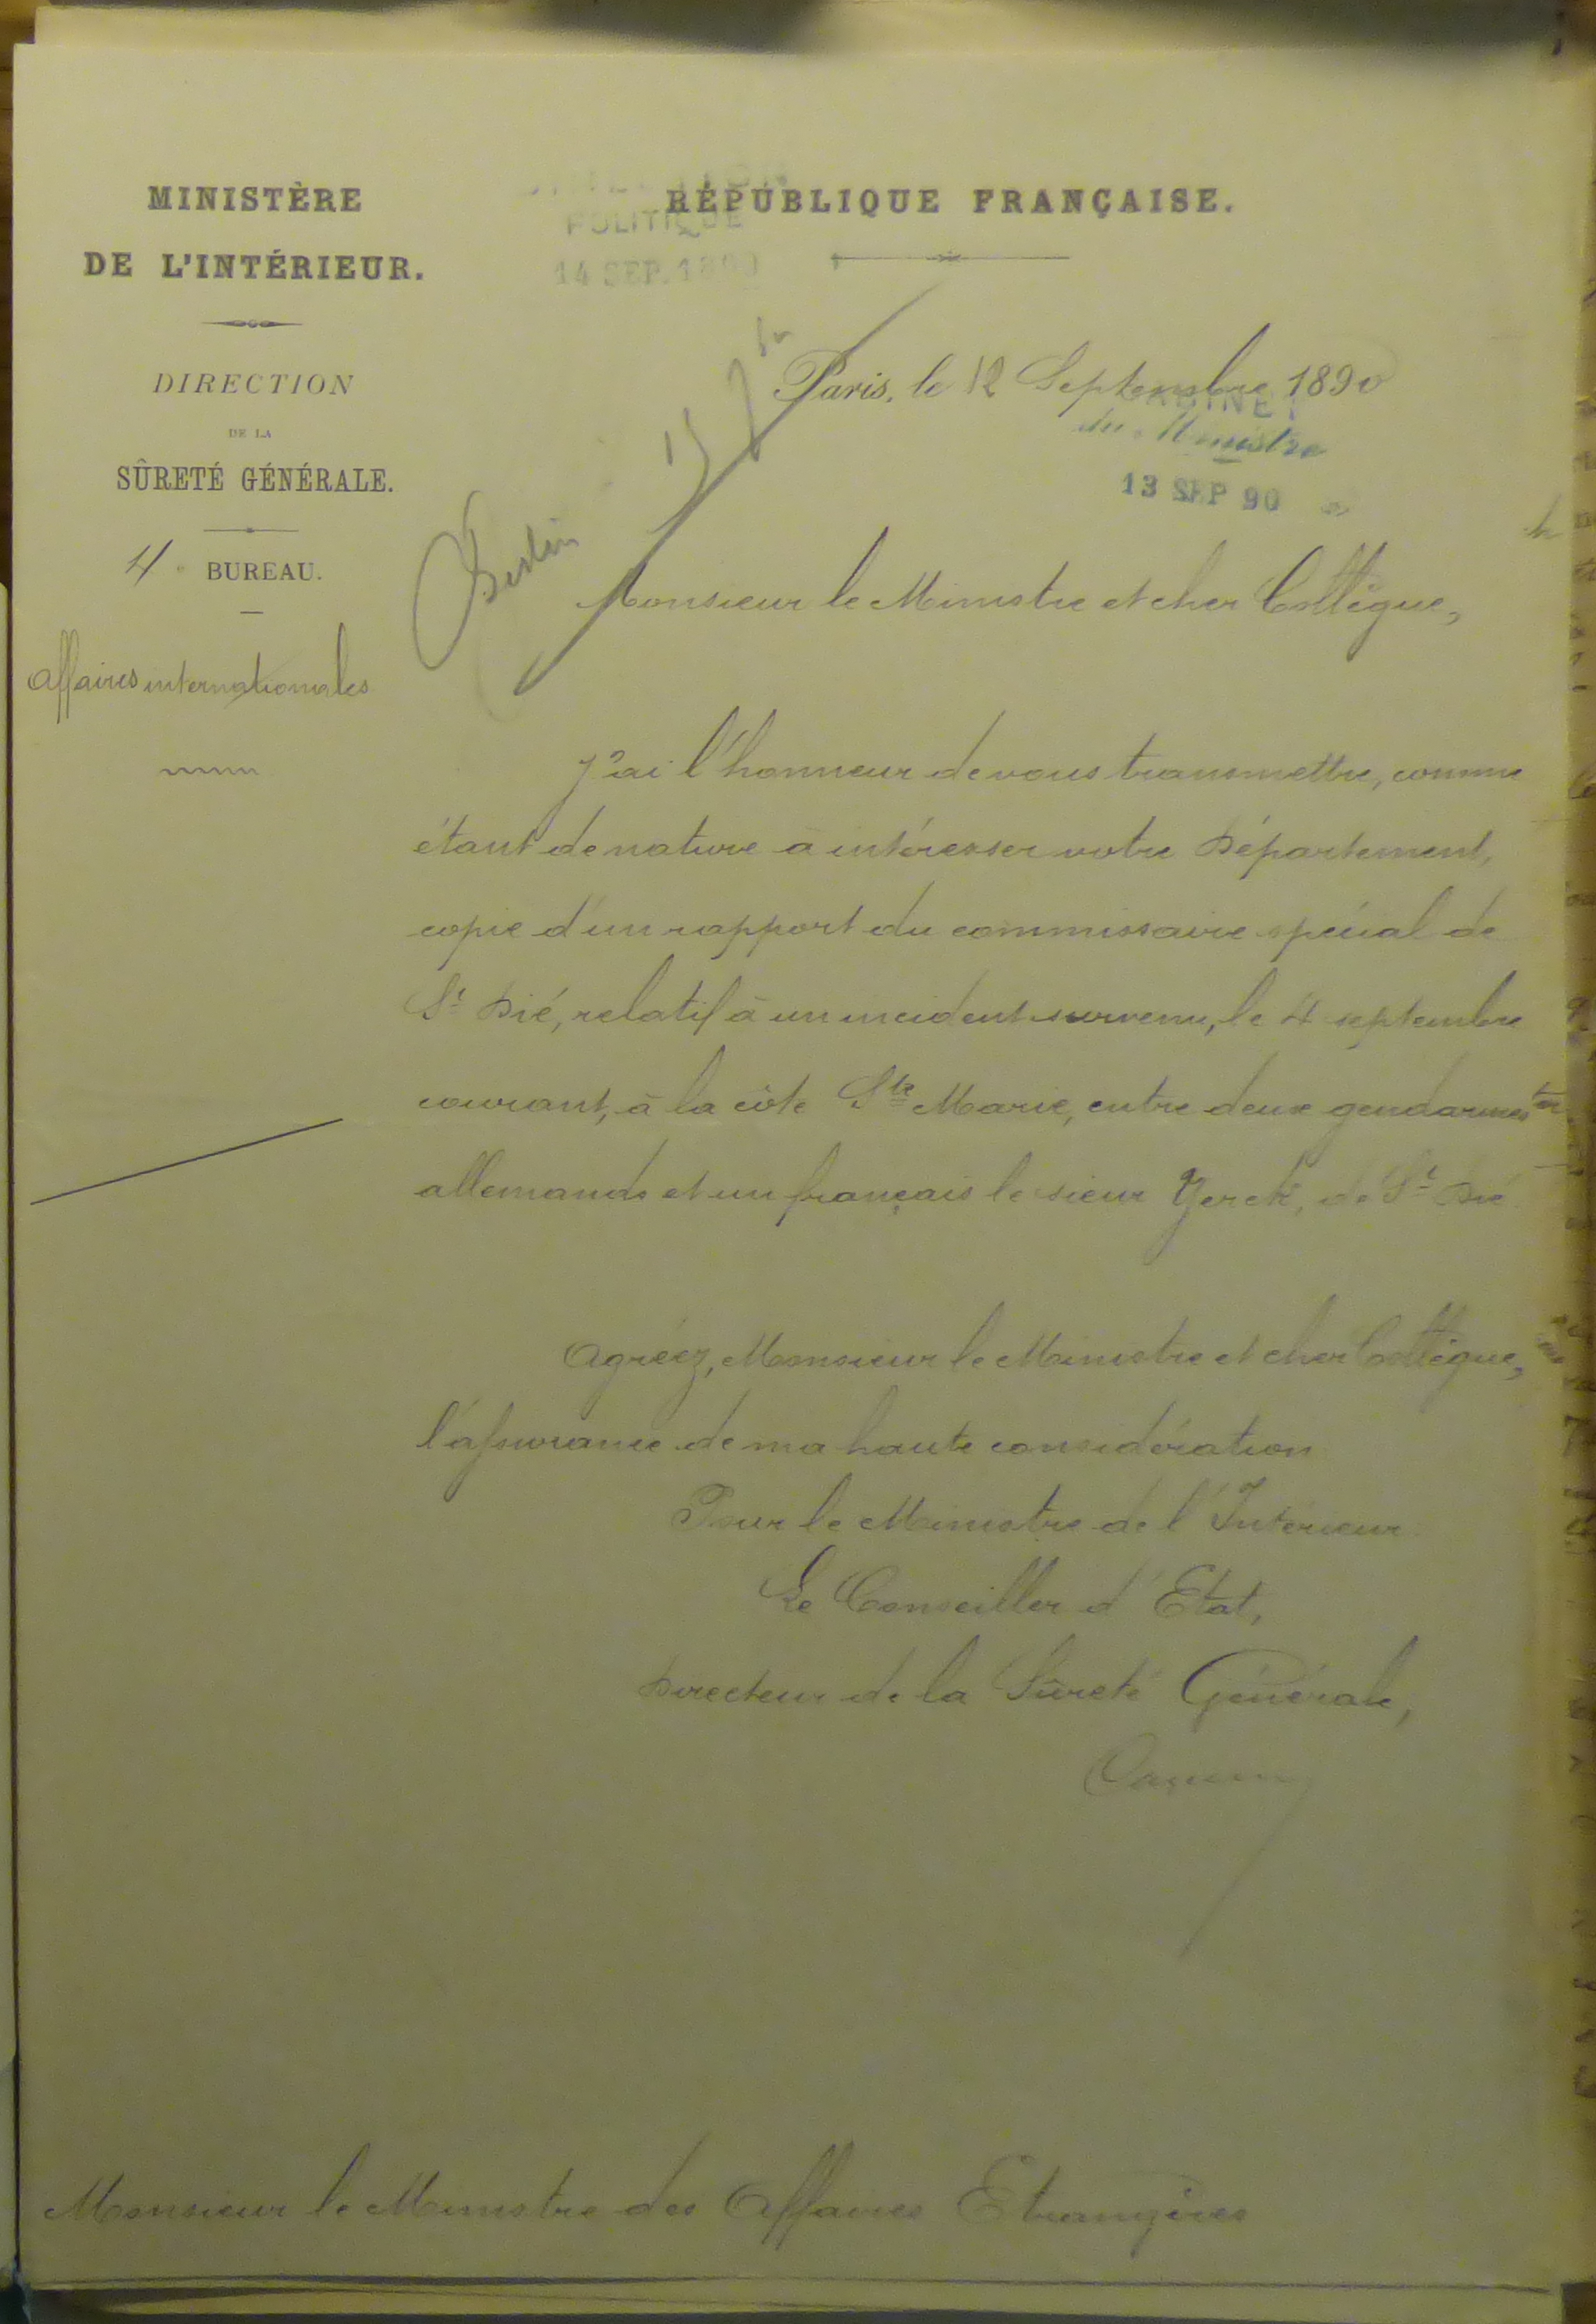 MINISTÈRE
DE L'INTÉRIEUR.
DIRECTION
DE LA
SÛRETÉ GÉNÉRALE.
4e BUREAU.
Affaires internationales
RÉPUBLIQUE FRANÇAISE.
POLITIQUE
14 SEP. 1890
Paris, le 12 Septembre 1890
CABINET
du Ministre
13 SEP 90
Berlin
Monsieur le Ministre et cher Collègue,
J'ai l'honneur de vous transmettre, comme
étant de nature à intéresser votre Département,
copie d'un rapport du commissaire spécial de
St Dié, relatif à un incident survenu, le 4 septembre
courant, à la côte Ste Marie, entre deux gendarmes
allemands et un français le sieur Yerck, de St Dié.
Agréez, Monsieur le Ministre et cher Collègue,
l'assurance de ma haute considération
Pour le Ministre de l'Intérieur
Le Conseiller d'Etat,
Directeur de la Sûreté Générale,
Monsieur le Ministre des Affaires Etrangères